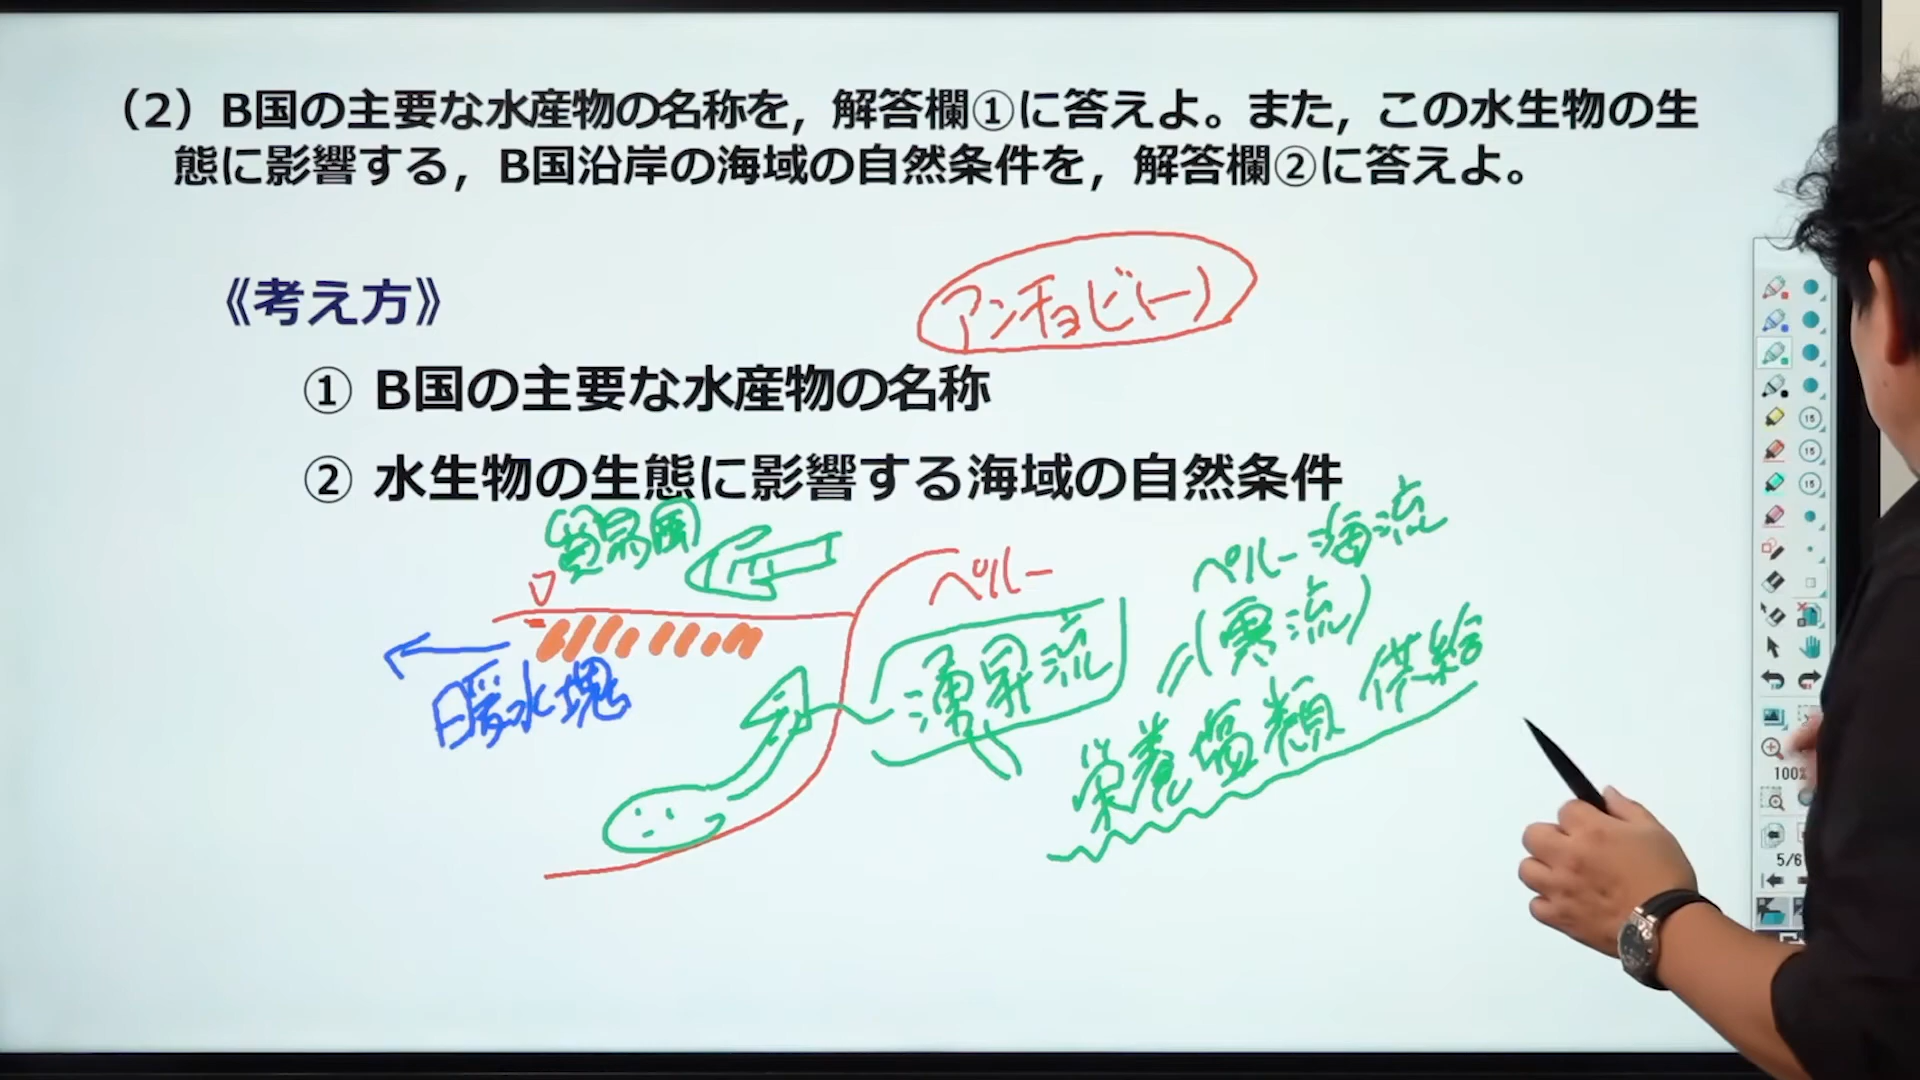 （2）B国の主要な水産物の名称を，解答欄①に答えよ。また，この水生物の生
態に影響する，B国沿岸の海域の自然条件を，解答欄②に答えよ。
《考え方》
アンチョビ(ー)
① B国の主要な水産物の名称
② 水生物の生態に影響する海域の自然条件
貿易風
ペルー
ペルー海流
(寒流)
暖水塊
湧昇流
栄養塩類 供給
15
15
15
100%
5/6